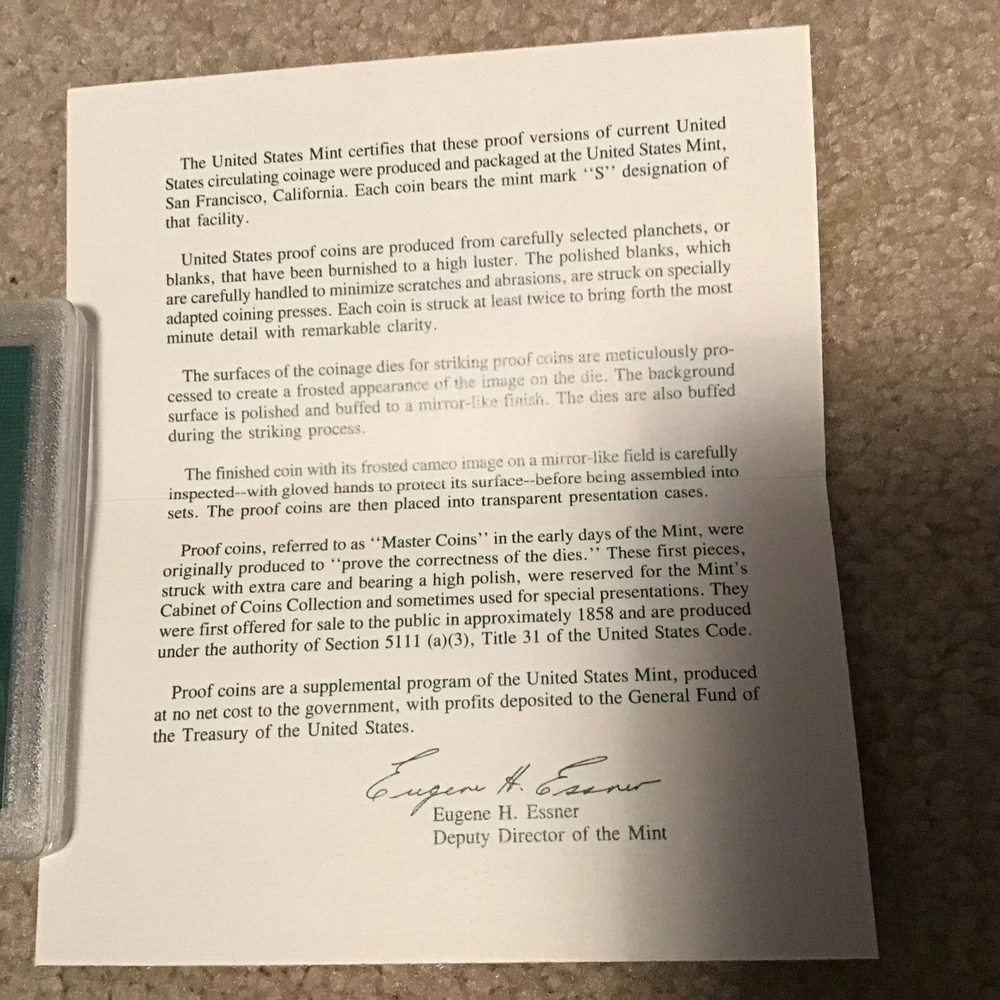 The United States Mint certifies that these proof versions of current United
States circulating coinage were produced and packaged at the United States Mint,
San Francisco, California. Each coin bears the mint mark ‘‘S’’ designation of
that facility.
United States proof coins are produced from carefully selected planchets, or
blanks, that have been burnished to a high luster. The polished blanks, which
are carefully handled to minimize scratches and abrasions, are struck on specially
adapted coining presses. Each coin is struck at least twice to bring forth the most
minute detail with remarkable clarity.
The surfaces of the coinage dies for striking proof coins are meticulously pro-
cessed to create a frosted appearance of the image on the die. The background
surface is polished and buffed to a mirror-like finish. The dies are also buffed
during the striking process.
The finished coin with its frosted cameo image on a mirror-like field is carefully
inspected--with gloved hands to protect its surface--before being assembled into
sets. The proof coins are then placed into transparent presentation cases.
Proof coins, referred to as ‘‘Master Coins’’ in the early days of the Mint, were
originally produced to ‘‘prove the correctness of the dies.’’ These first pieces,
struck with extra care and bearing a high polish, were reserved for the Mint's
Cabinet of Coins Collection and sometimes used for special presentations. They
were first offered for sale to the public in approximately 1858 and are produced
under the authority of Section 5111 (a)(3), Title 31 of the United States Code.
Proof coins are a supplemental program of the United States Mint, produced
at no net cost to the government, with profits deposited to the General Fund of
the Treasury of the United States.
Eugene H. Essner
Eugene H. Essner
Deputy Director of the Mint